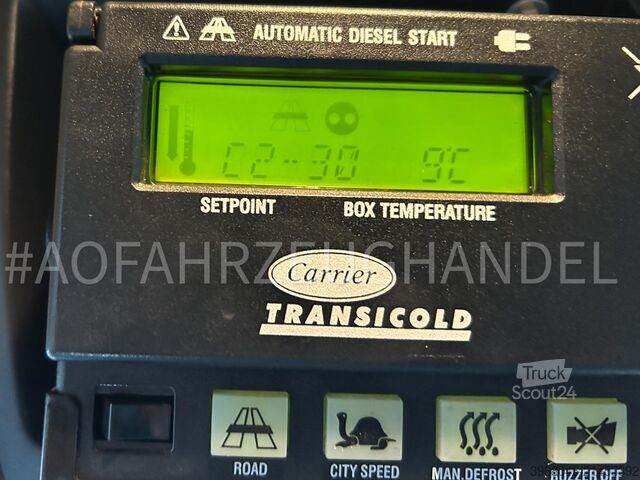 AUTOMATIC DIESEL START
C2-30 9°C
SETPOINT BOX TEMPERATURE
#AOFAHRZEUGHANDEL
Carrier
TRANSICOLD
Truck
Scout24
ROAD CITY SPEED MAN.DEFROST BUZZER OFF